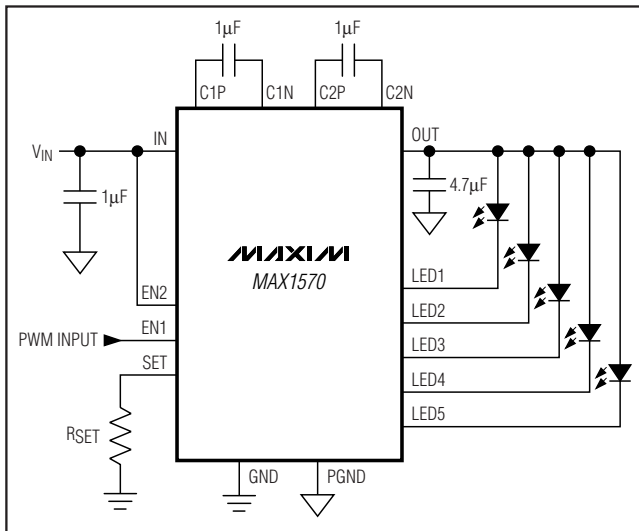 1µF
1µF
C1P
C1N
C2P
C2N
IN
OUT
VIN
1µF
4.7µF
MAXIM
MAX1570
LED1
EN2
LED2
EN1
PWM INPUT
LED3
SET
LED4
RSET
LED5
GND
PGND